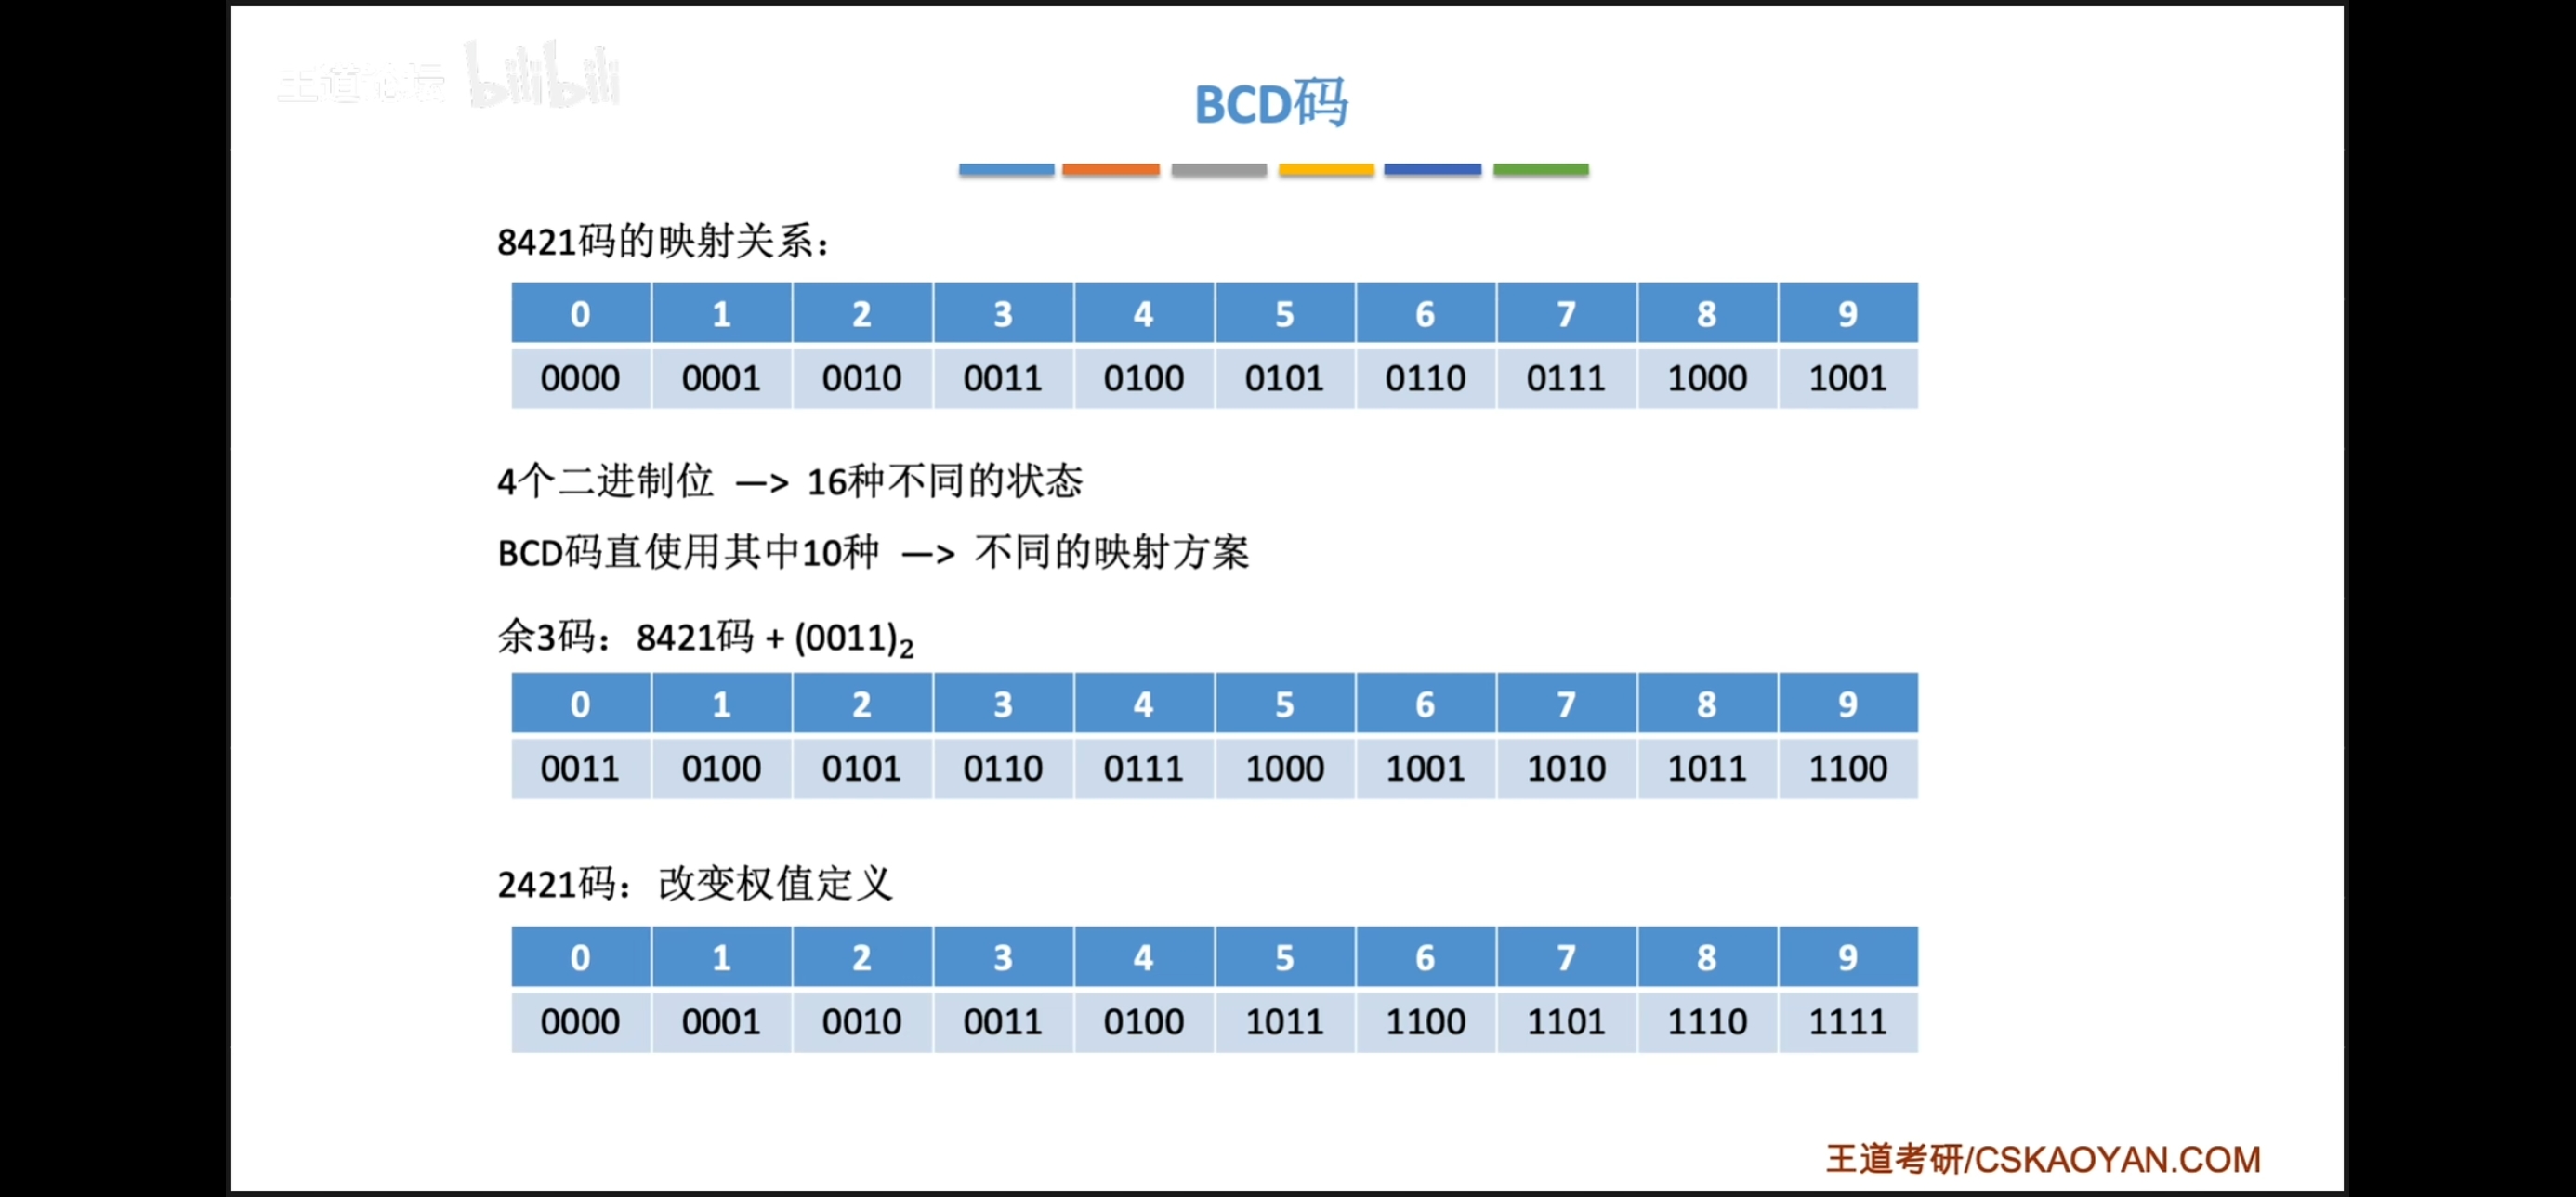 王道论坛 bilibili
BCD码
8421码的映射关系：
0 1 2 3 4 5 6 7 8 9
0000 0001 0010 0011 0100 0101 0110 0111 1000 1001
4个二进制位 —> 16种不同的状态
BCD码直使用其中10种 —> 不同的映射方案
余3码：8421码 + (0011)₂
0 1 2 3 4 5 6 7 8 9
0011 0100 0101 0110 0111 1000 1001 1010 1011 1100
2421码：改变权值定义
0 1 2 3 4 5 6 7 8 9
0000 0001 0010 0011 0100 1011 1100 1101 1110 1111
王道考研/CSKAOYAN.COM